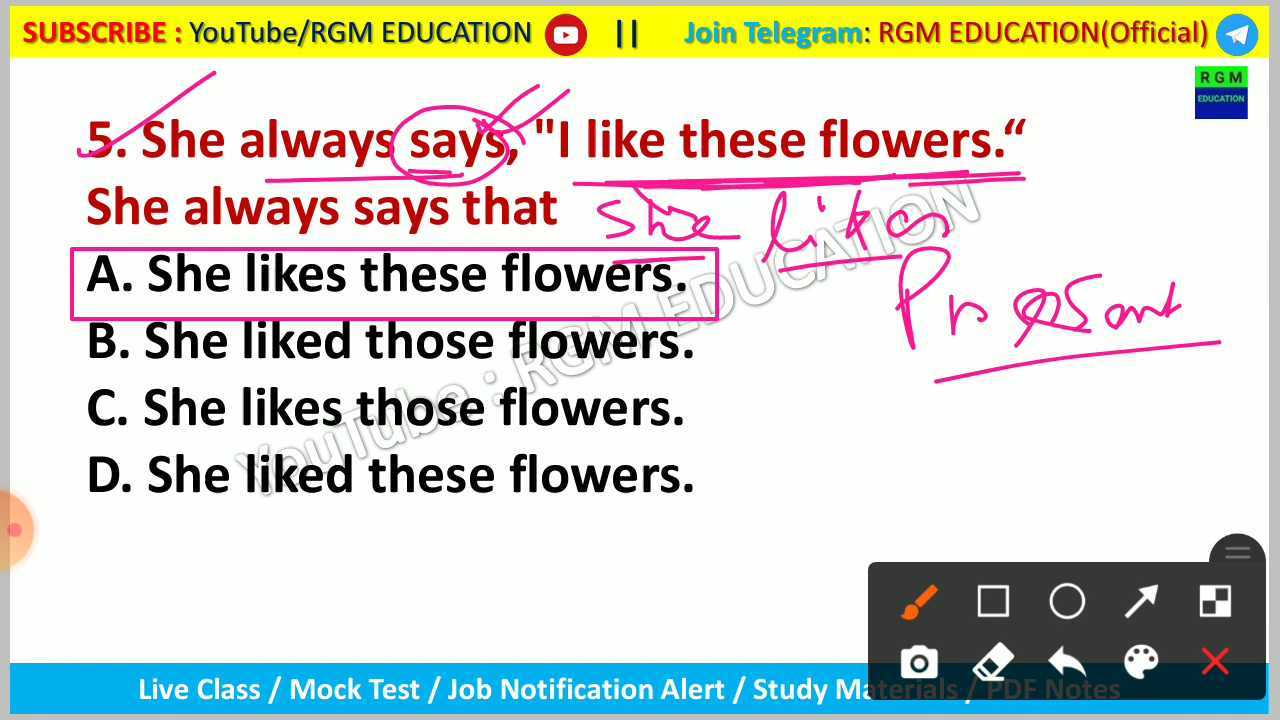 SUBSCRIBE : YouTube/RGM EDUCATION || Join Telegram: RGM EDUCATION(Official)
R G M
EDUCATION
5. She always says, "I like these flowers.“
She always says that she likes
A. She likes these flowers.
Present
B. She liked those flowers.
C. She likes those flowers.
D. She liked these flowers.
YouTube : RGM EDUCATION
Live Class / Mock Test / Job Notification Alert / Study Materials / PDF Notes